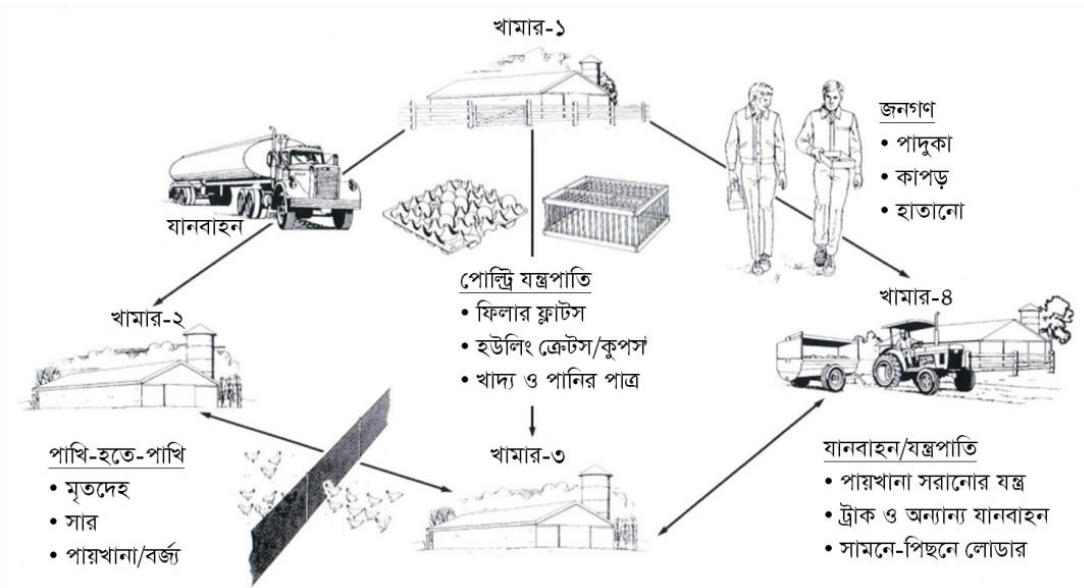 খামার-১
জনগণ
• পাদুকা
• কাপড়
• হাতানো
যানবাহন
পোল্ট্রি যন্ত্রপাতি
• ফিলার ফ্লাটস
• হউলিং ক্রেটস/কুপস
• খাদ্য ও পানির পাত্র
খামার-২
খামার-৪
পাখি-হতে-পাখি
• মৃতদেহ
• সার
• পায়খানা/বর্জ্য
খামার-৩
যানবাহন/যন্ত্রপাতি
• পায়খানা সরানোর যন্ত্র
• ট্রাক ও অন্যান্য যানবাহন
• সামনে-পিছনে লোডার